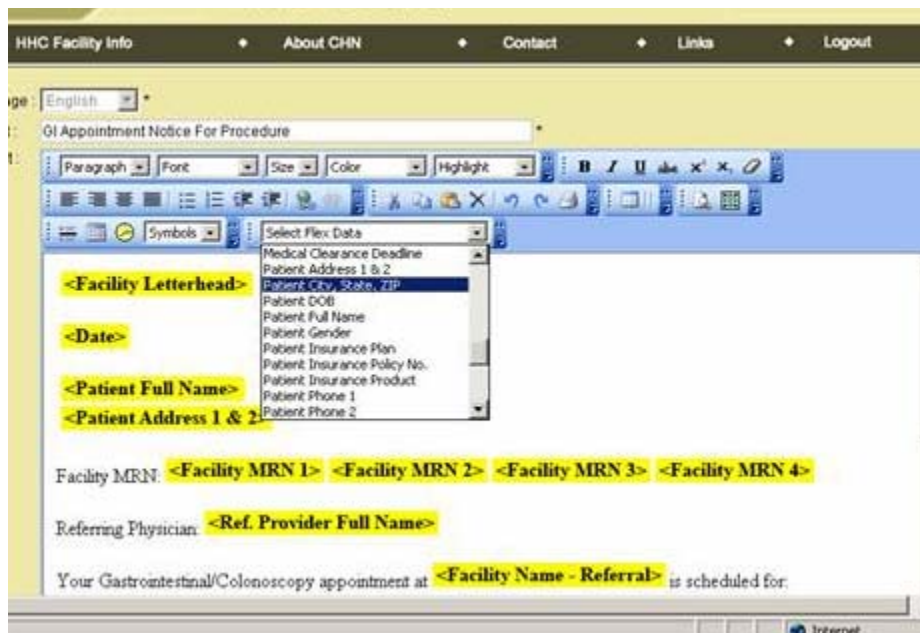 HHC Facility Info • About CHN • Contact • Links • Logout
ge : English *
GI Appointment Notice For Procedure *
Paragraph Font Size Color Highlight B I U abc x² x₂
Symbols Select Flex Data
Medical Clearance Deadline
Patient Address 1 & 2
Patient City, State, ZIP
Patient DOB
Patient Full Name
Patient Gender
Patient Insurance Plan
Patient Insurance Policy No.
Patient Insurance Product
Patient Phone 1
Patient Phone 2
<Facility Letterhead>
<Date>
<Patient Full Name>
<Patient Address 1 & 2>
Facility MRN: <Facility MRN 1> <Facility MRN 2> <Facility MRN 3> <Facility MRN 4>
Referring Physician: <Ref. Provider Full Name>
Your Gastrointestinal/Colonoscopy appointment at <Facility Name - Referral> is scheduled for:
Internet